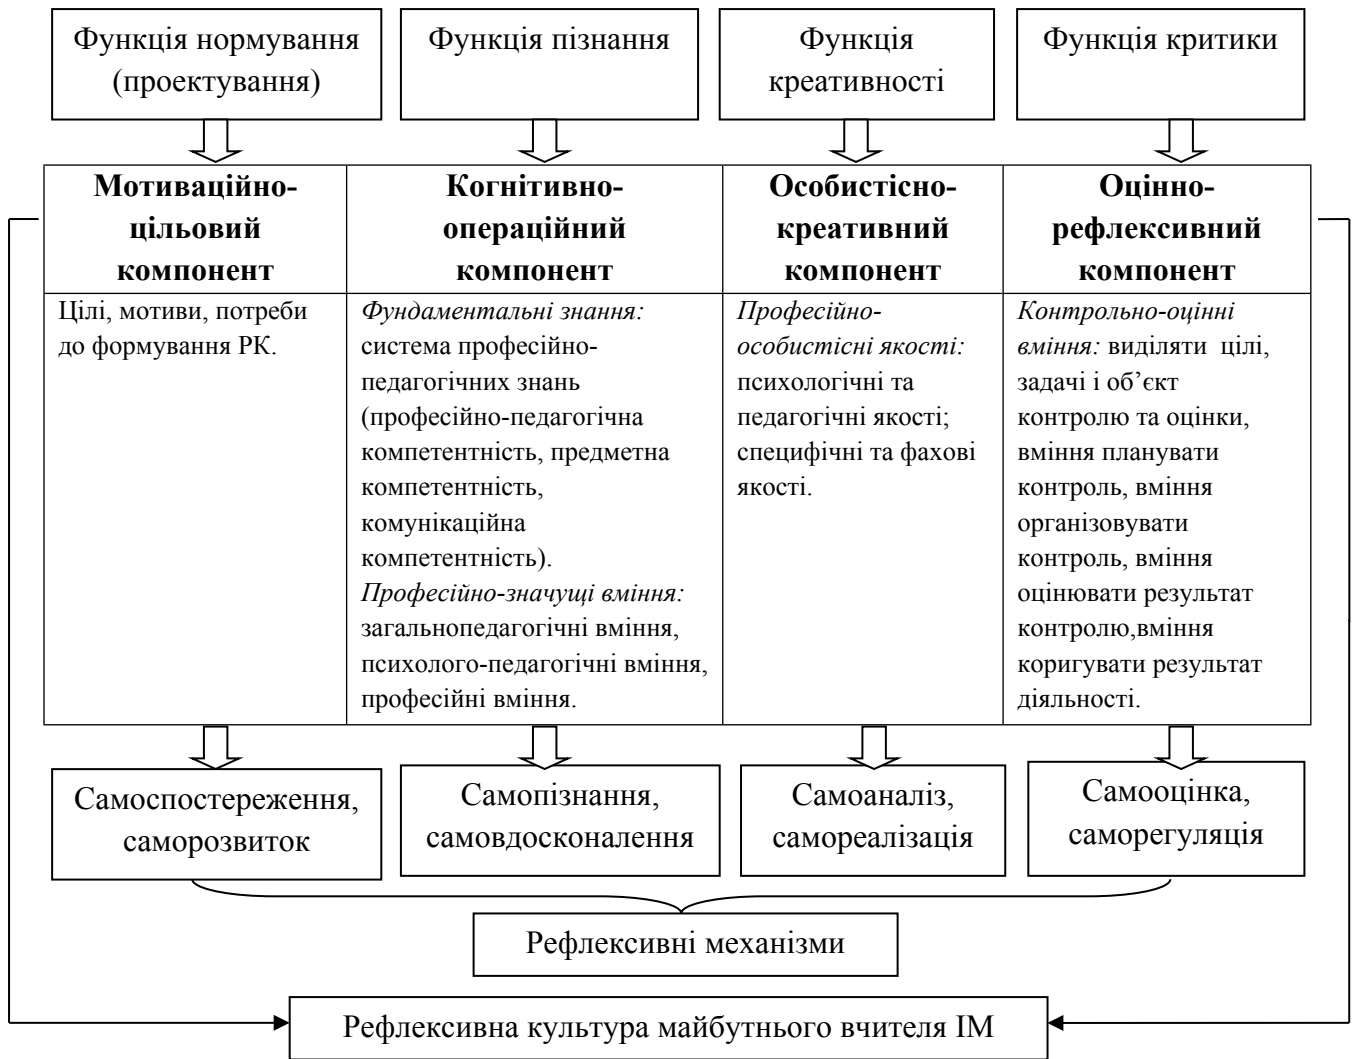 Функція нормування
(проектування)
Функція пізнання
Функція
креативності
Функція критики
Мотиваційно-
цільовий
компонент
Когнітивно-
операційний
компонент
Особистісно-
креативний
компонент
Оцінно-
рефлексивний
компонент
Цілі, мотиви, потреби
до формування РК.
Фундаментальні знання:
система професійно-
педагогічних знань
(професійно-педагогічна
компетентність, предметна
компетентність,
комунікаційна
компетентність).
Професійно-значущі вміння:
загальнопедагогічні вміння,
психолого-педагогічні вміння,
професійні вміння.
Професійно-
особистісні якості:
психологічні та
педагогічні якості;
специфічні та фахові
якості.
Контрольно-оцінні
вміння: виділяти  цілі,
задачі і об’єкт
контролю та оцінки,
вміння планувати
контроль, вміння
організовувати
контроль, вміння
оцінювати результат
контролю,вміння
коригувати результат
діяльності.
Самоспостереження,
саморозвиток
Самопізнання,
самовдосконалення
Самоаналіз,
самореалізація
Самооцінка,
саморегуляція
Рефлексивні механізми
Рефлексивна культура майбутнього вчителя ІМ